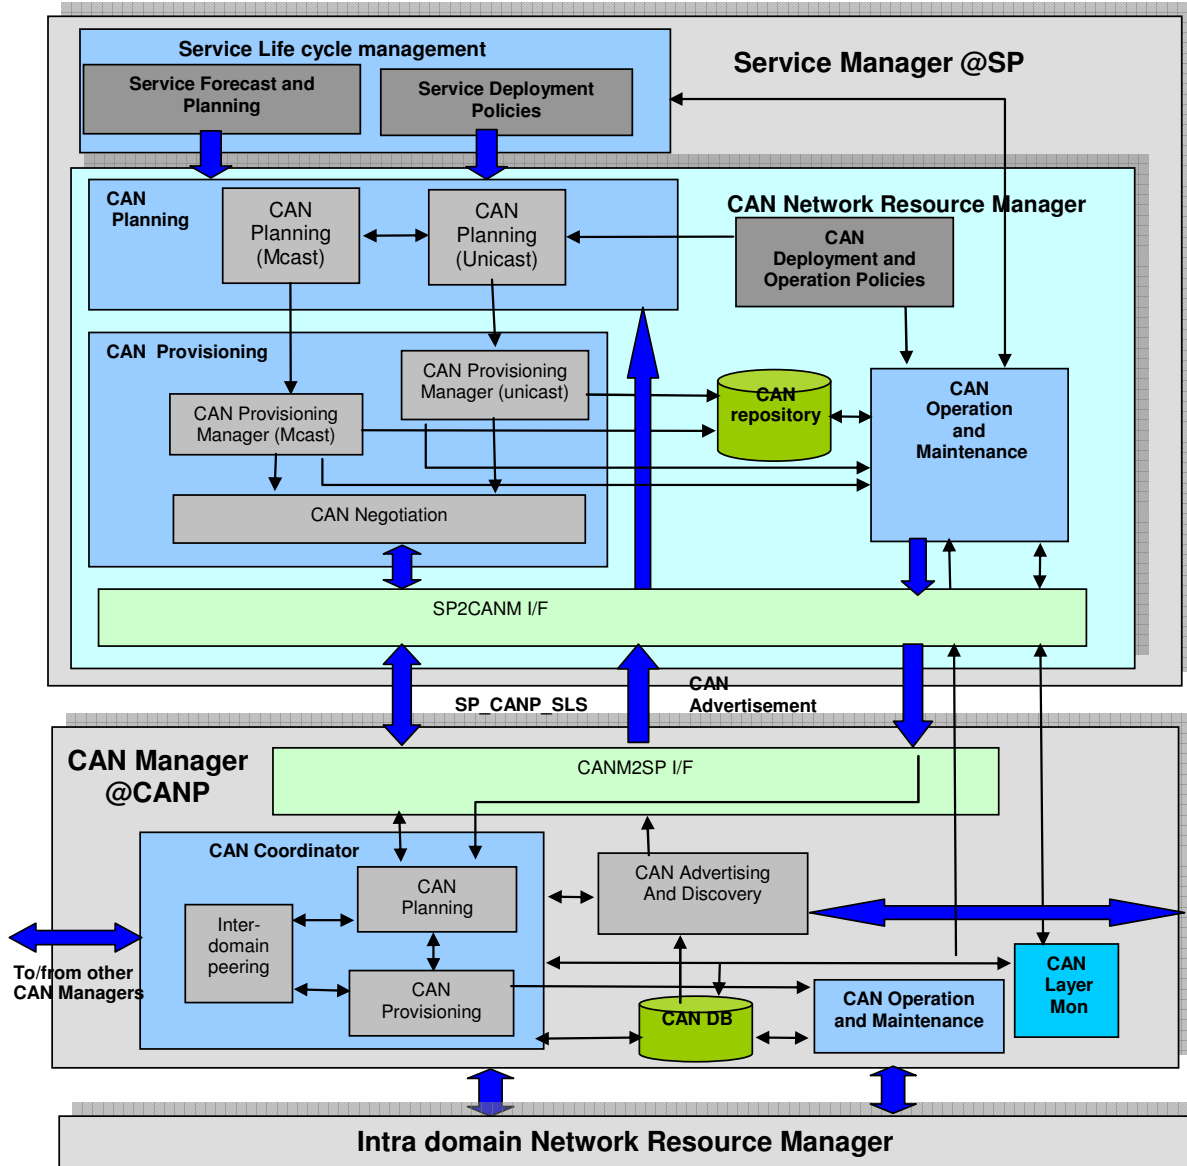 Service Life cycle management
Service Manager @SP
Service Forecast and
Planning
Service Deployment
Policies
CAN
Planning
CAN
Planning
(Mcast)
CAN
Planning
(Unicast)
CAN Network Resource Manager
CAN
Deployment and
Operation Policies
CAN Provisioning
CAN Provisioning
Manager (unicast)
CAN Provisioning
Manager (Mcast)
CAN
repository
CAN
Operation
and
Maintenance
CAN Negotiation
SP2CANM I/F
SP_CANP_SLS
CAN
Advertisement
CAN Manager
@CANP
CANM2SP I/F
CAN Coordinator
CAN
Planning
CAN Advertising
And Discovery
Inter-
domain
peering
To/from other
CAN Managers
CAN
Provisioning
CAN DB
CAN Operation
and Maintenance
CAN
Layer
Mon
Intra domain Network Resource Manager